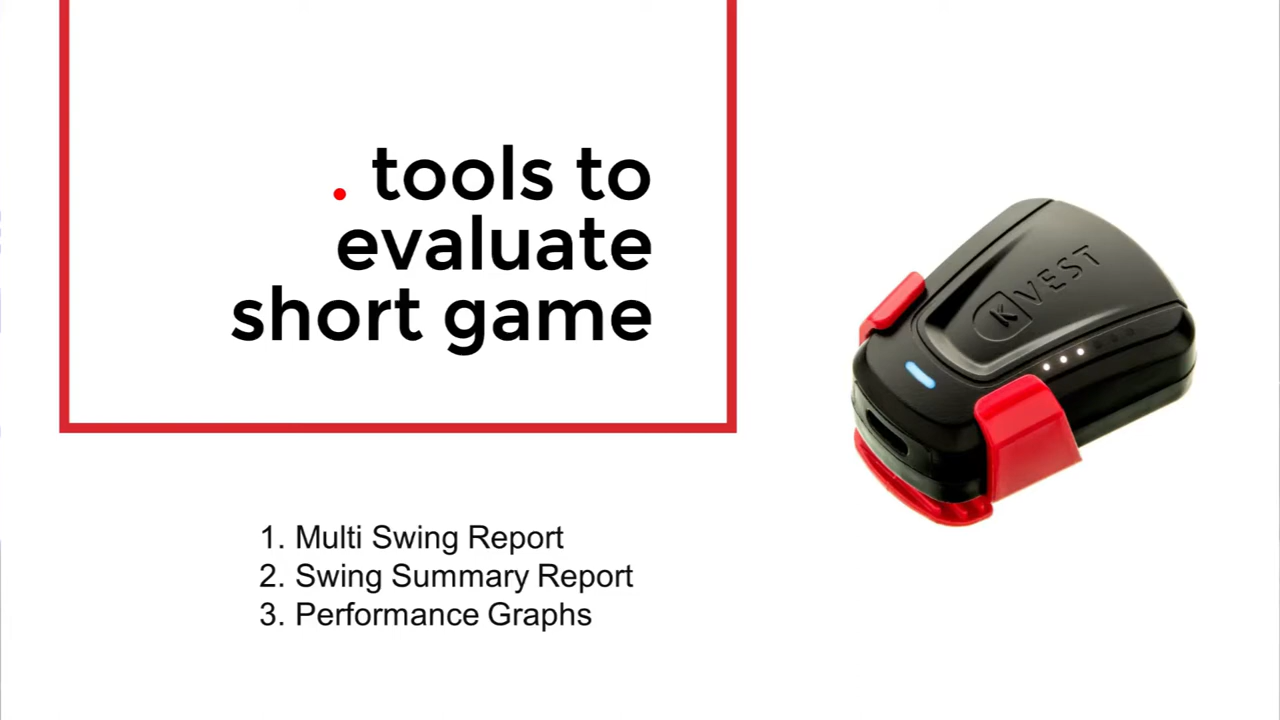 . tools to
evaluate
short game
K VEST
1. Multi Swing Report
2. Swing Summary Report
3. Performance Graphs